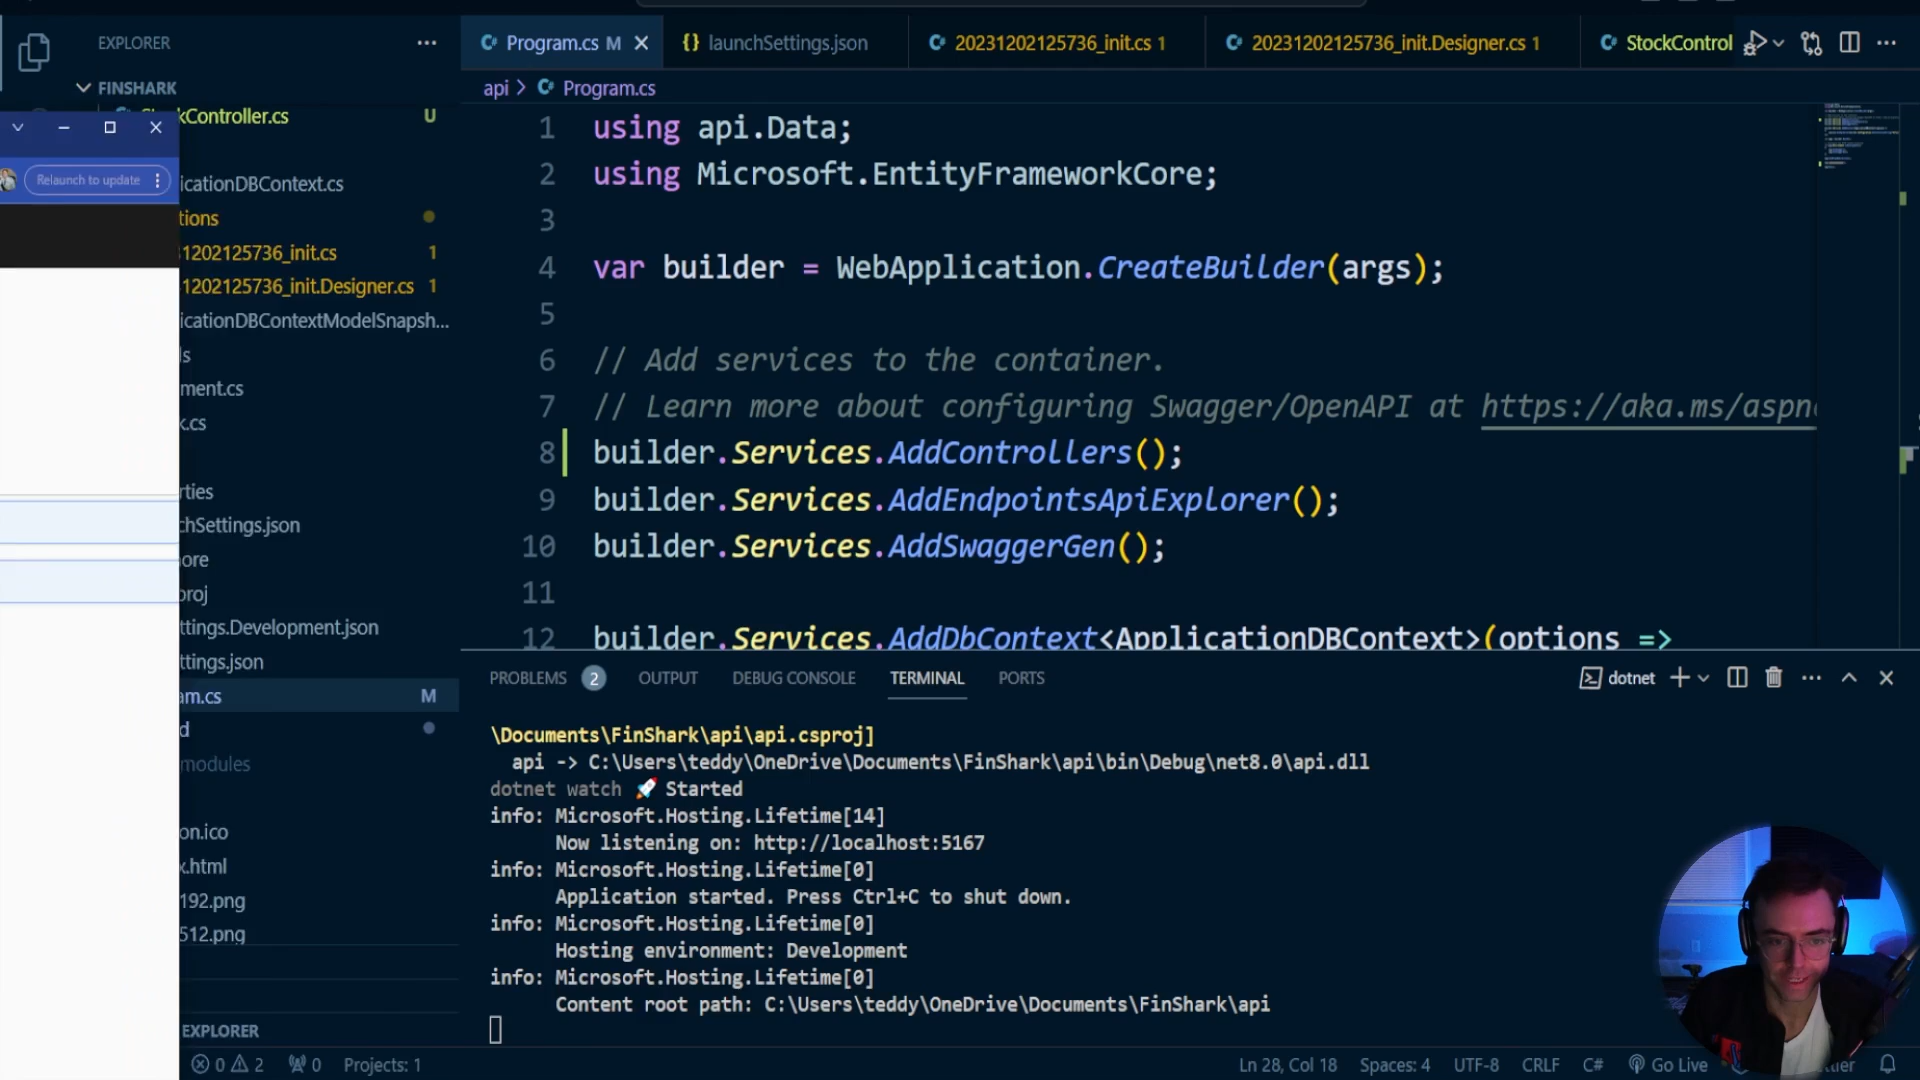 EXPLORER
FINSHARK
kController.cs U
Relaunch to update
icationDBContext.cs
tions
1202125736_init.cs 1
1202125736_init.Designer.cs 1
icationDBContextModelSnapsh...
ls
ment.cs
k.cs
rties
chSettings.json
ore
proj
ttings.Development.json
ttings.json
am.cs M
d
modules
on.ico
x.html
192.png
512.png
EXPLORER
Program.cs M
{} launchSettings.json
20231202125736_init.cs 1
20231202125736_init.Designer.cs 1
StockControl
api > Program.cs
1 using api.Data;
2 using Microsoft.EntityFrameworkCore;
3
4 var builder = WebApplication.CreateBuilder(args);
5
6 // Add services to the container.
7 // Learn more about configuring Swagger/OpenAPI at https://aka.ms/aspn
8 builder.Services.AddControllers();
9 builder.Services.AddEndpointsApiExplorer();
10 builder.Services.AddSwaggerGen();
11
12 builder.Services.AddDbContext<ApplicationDBContext>(options =>
PROBLEMS 2 OUTPUT DEBUG CONSOLE TERMINAL PORTS
dotnet
\Documents\FinShark\api\api.csproj]
api -> C:\Users\teddy\OneDrive\Documents\FinShark\api\bin\Debug\net8.0\api.dll
dotnet watch 🚀 Started
info: Microsoft.Hosting.Lifetime[14]
Now listening on: http://localhost:5167
info: Microsoft.Hosting.Lifetime[0]
Application started. Press Ctrl+C to shut down.
info: Microsoft.Hosting.Lifetime[0]
Hosting environment: Development
info: Microsoft.Hosting.Lifetime[0]
Content root path: C:\Users\teddy\OneDrive\Documents\FinShark\api
0 2 0 Projects: 1
Ln 28, Col 18 Spaces: 4 UTF-8 CRLF C# Go Live